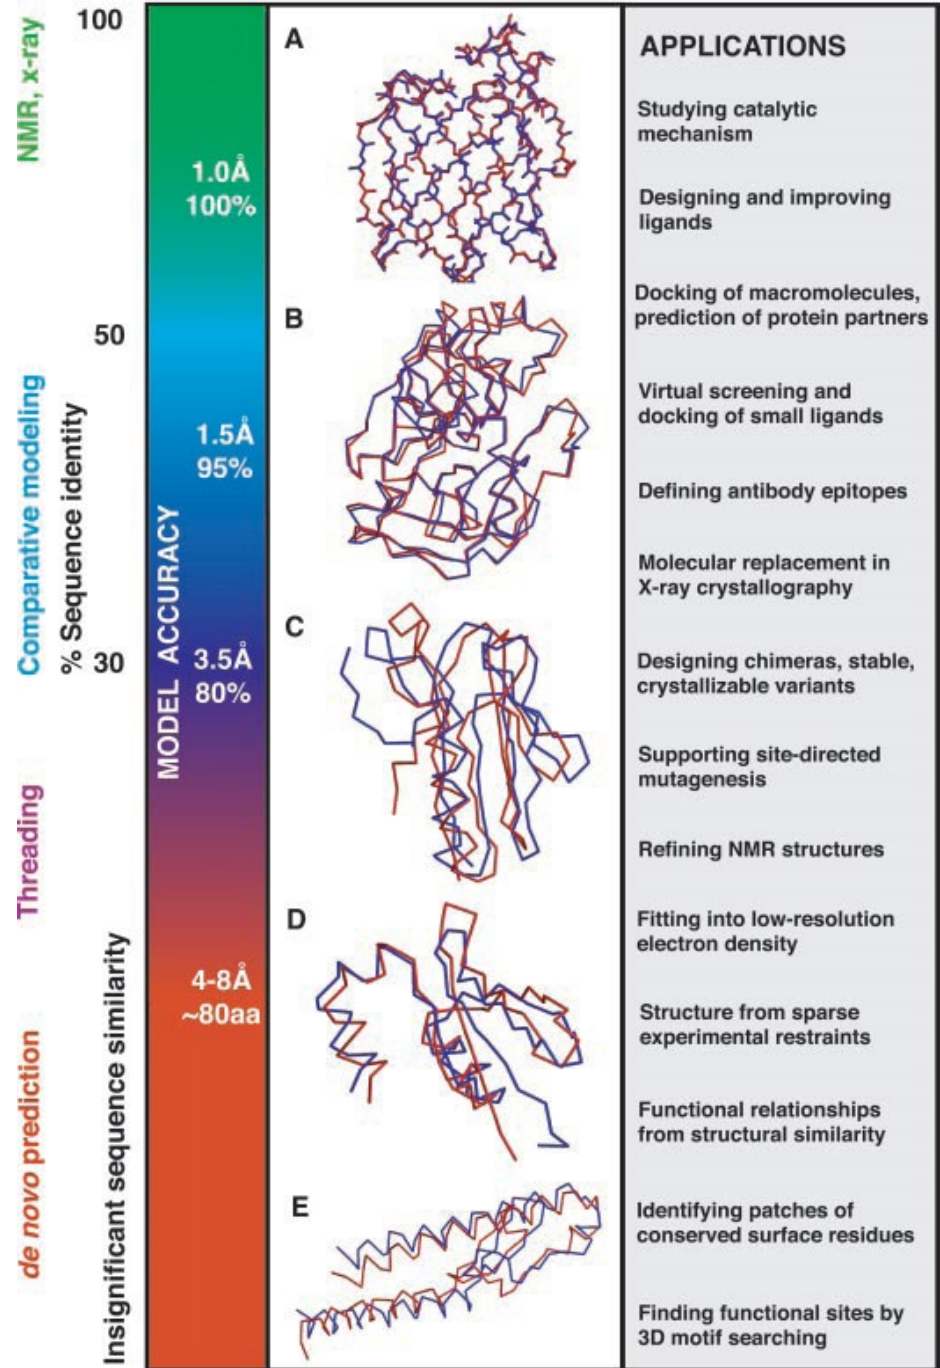 NMR, x-ray
Comparative modeling
Threading
de novo prediction
% Sequence identity
Insignificant sequence similarity
100
50
30
MODEL ACCURACY
1.0Å
100%
1.5Å
95%
3.5Å
80%
4-8Å
~80aa
A
B
C
D
E
APPLICATIONS
Studying catalytic
mechanism
Designing and improving
ligands
Docking of macromolecules,
prediction of protein partners
Virtual screening and
docking of small ligands
Defining antibody epitopes
Molecular replacement in
X-ray crystallography
Designing chimeras, stable,
crystallizable variants
Supporting site-directed
mutagenesis
Refining NMR structures
Fitting into low-resolution
electron density
Structure from sparse
experimental restraints
Functional relationships
from structural similarity
Identifying patches of
conserved surface residues
Finding functional sites by
3D motif searching